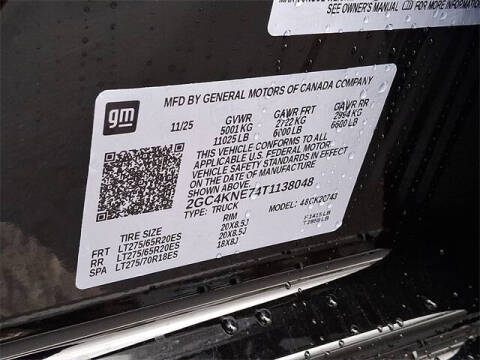 SEE OWNER'S MANUAL FOR MORE INFORMATION
gm
MFD BY GENERAL MOTORS OF CANADA COMPANY
11/25 GVWR GAWR FRT GAWR RR
5001 KG 2722 KG 2994 KG
11025 LB 6000 LB 6600 LB
THIS VEHICLE CONFORMS TO ALL
APPLICABLE U.S. FEDERAL MOTOR
VEHICLE SAFETY STANDARDS IN EFFECT
ON THE DATE OF MANUFACTURE
SHOWN ABOVE.
2GC4KNE74T1138048
TYPE: TRUCK MODEL:
TIRE SIZE RIM
FRT LT275/65R20ES 20X8.5J
RR LT275/65R20ES 20X8.5J
SPA LT275/70R18ES 18X8J